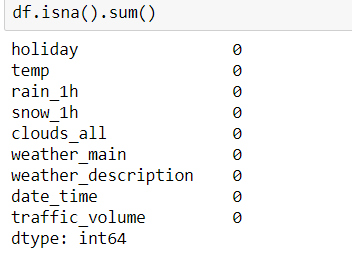 df.isna().sum()
holiday 0
temp 0
rain_1h 0
snow_1h 0
clouds_all 0
weather_main 0
weather_description 0
date_time 0
traffic_volume 0
dtype: int64